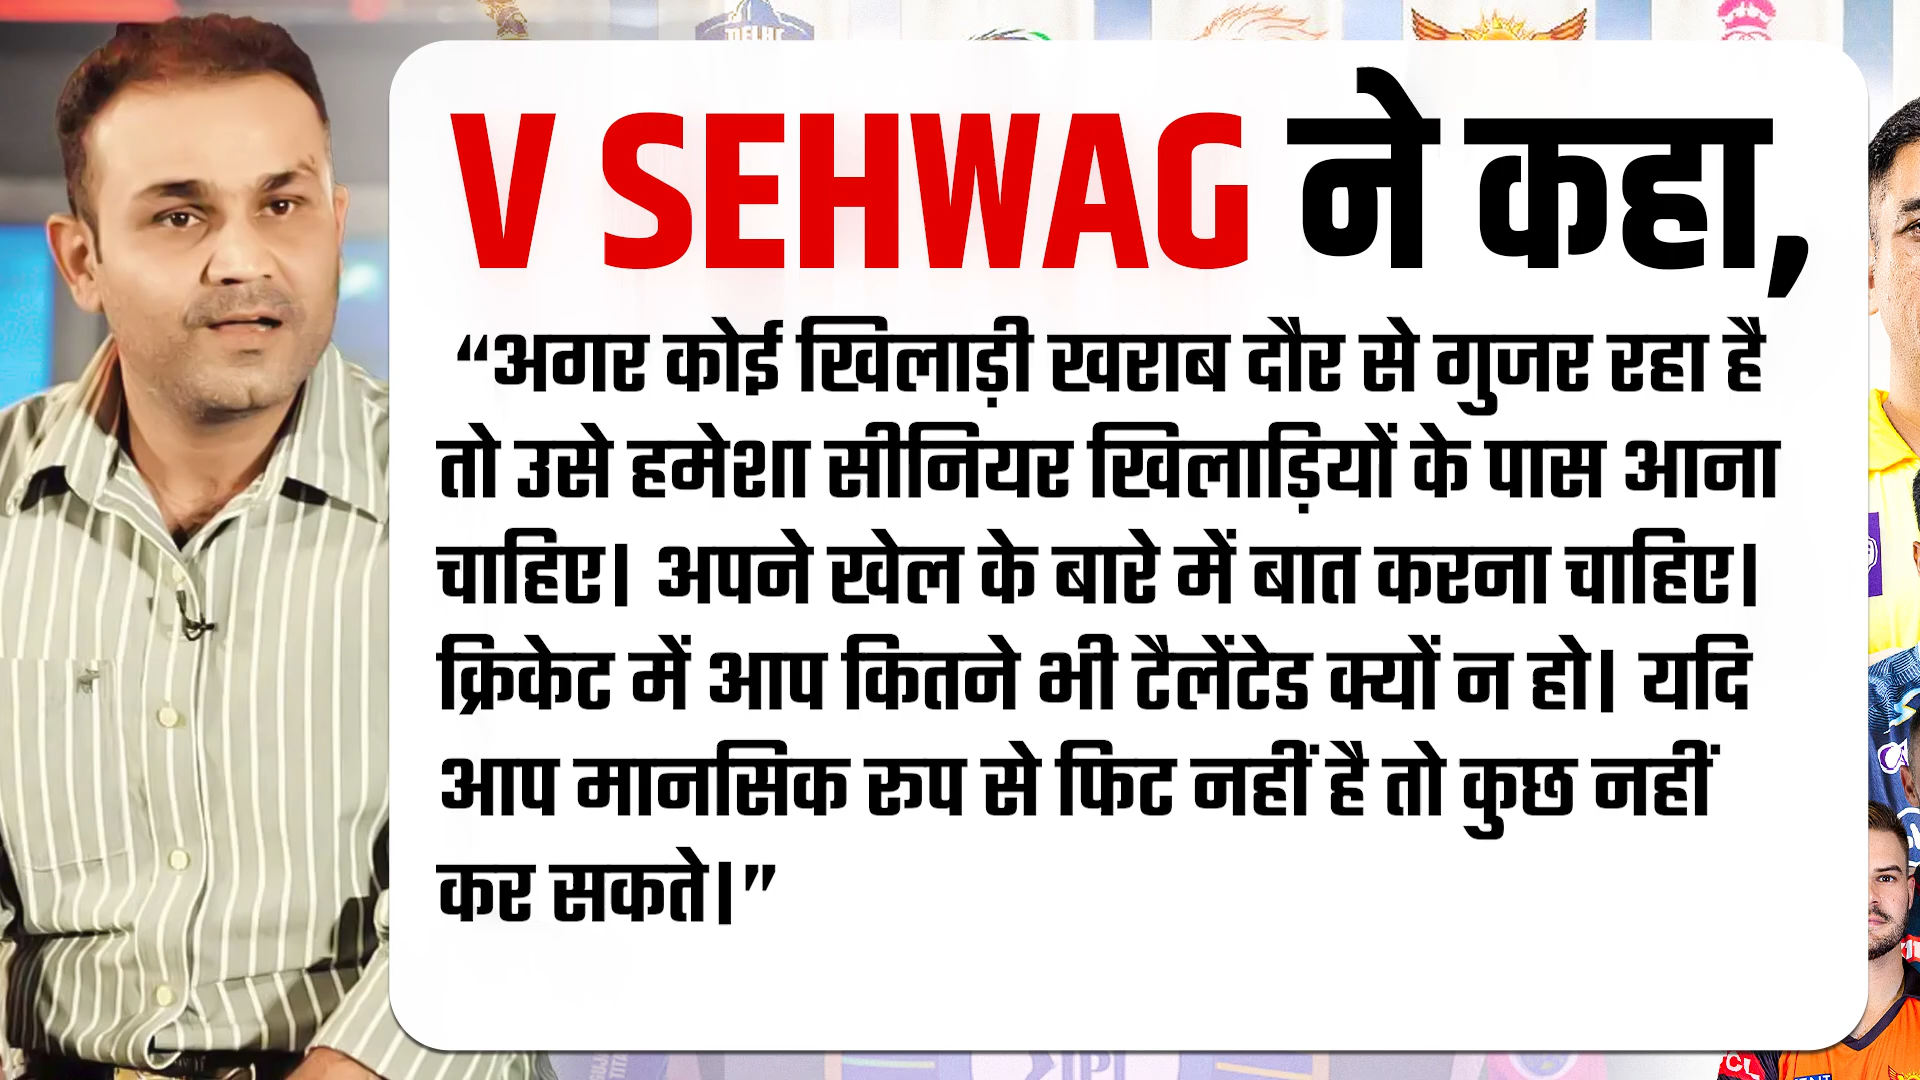 DELHI
V SEHWAG ने कहा,
“अगर कोई खिलाड़ी खराब दौर से गुजर रहा है
तो उसे हमेशा सीनियर खिलाड़ियों के पास आना
चाहिए। अपने खेल के बारे में बात करना चाहिए।
क्रिकेट में आप कितने भी टैलेंटेड क्यों न हो। यदि
आप मानसिक रुप से फिट नहीं है तो कुछ नहीं
कर सकते।”